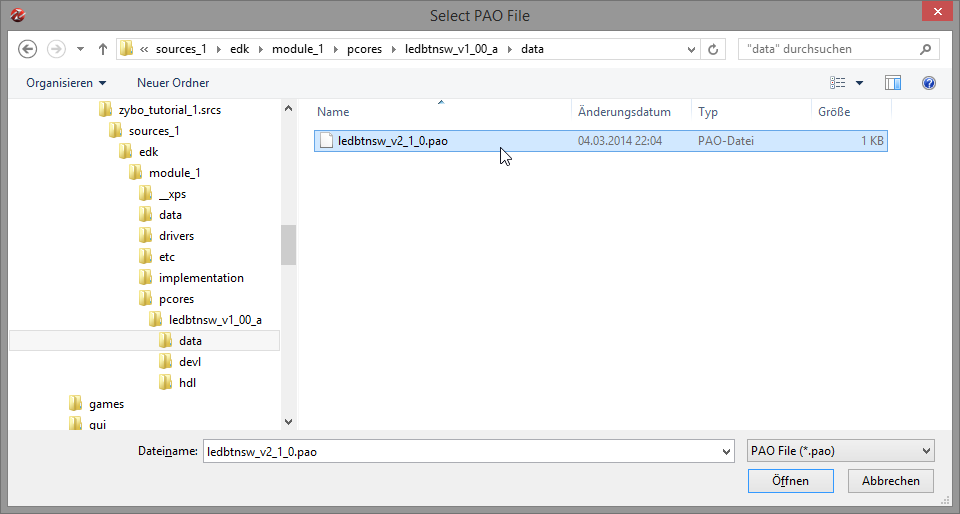 Select PAO File
« sources_1 edk module_1 pcores ledbtnsw_v1_00_a data "data" durchsuchen
Organisieren Neuer Ordner
Name Änderungsdatum Typ Größe
ledbtnsw_v2_1_0.pao 04.03.2014 22:04 PAO-Datei 1 KB
zybo_tutorial_1.srcs
sources_1
edk
module_1
__xps
data
drivers
etc
implementation
pcores
ledbtnsw_v1_00_a
data
devl
hdl
games
gui
Dateiname: ledbtnsw_v2_1_0.pao PAO File (*.pao)
Öffnen Abbrechen